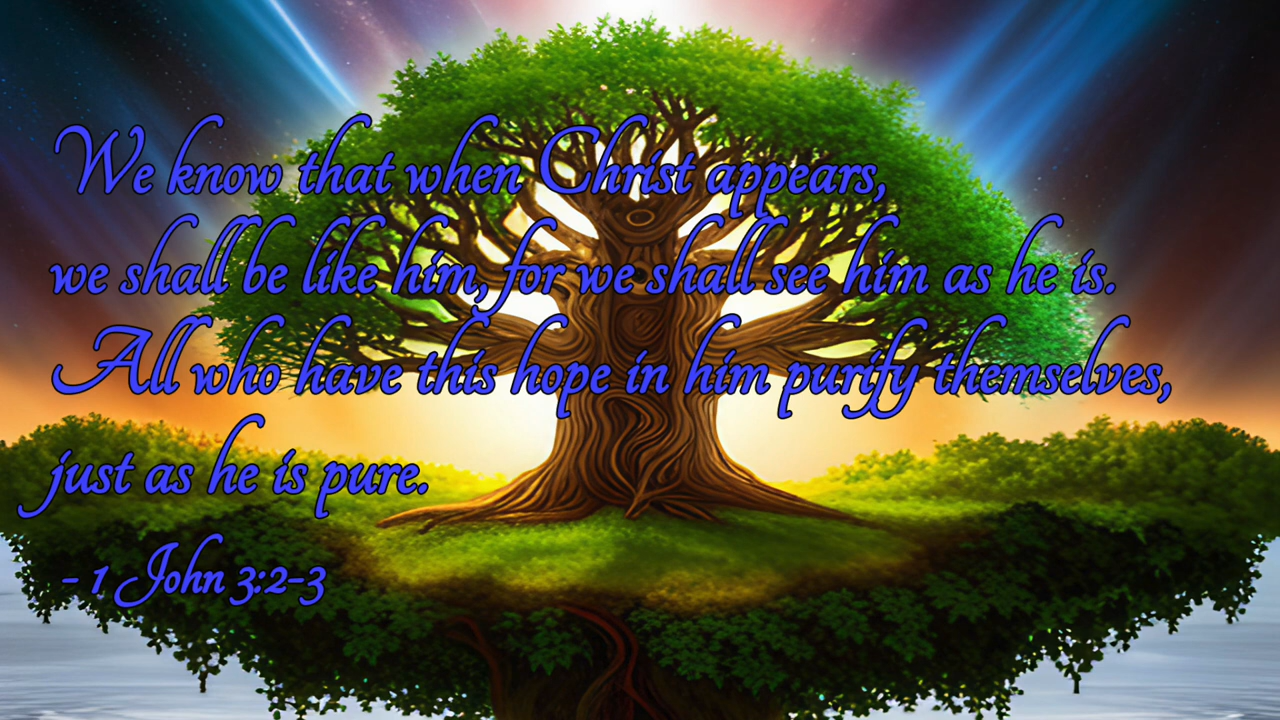 We know that when Christ appears,
we shall be like him, for we shall see him as he is.
All who have this hope in him purify themselves,
just as he is pure.
- 1 John 3:2-3